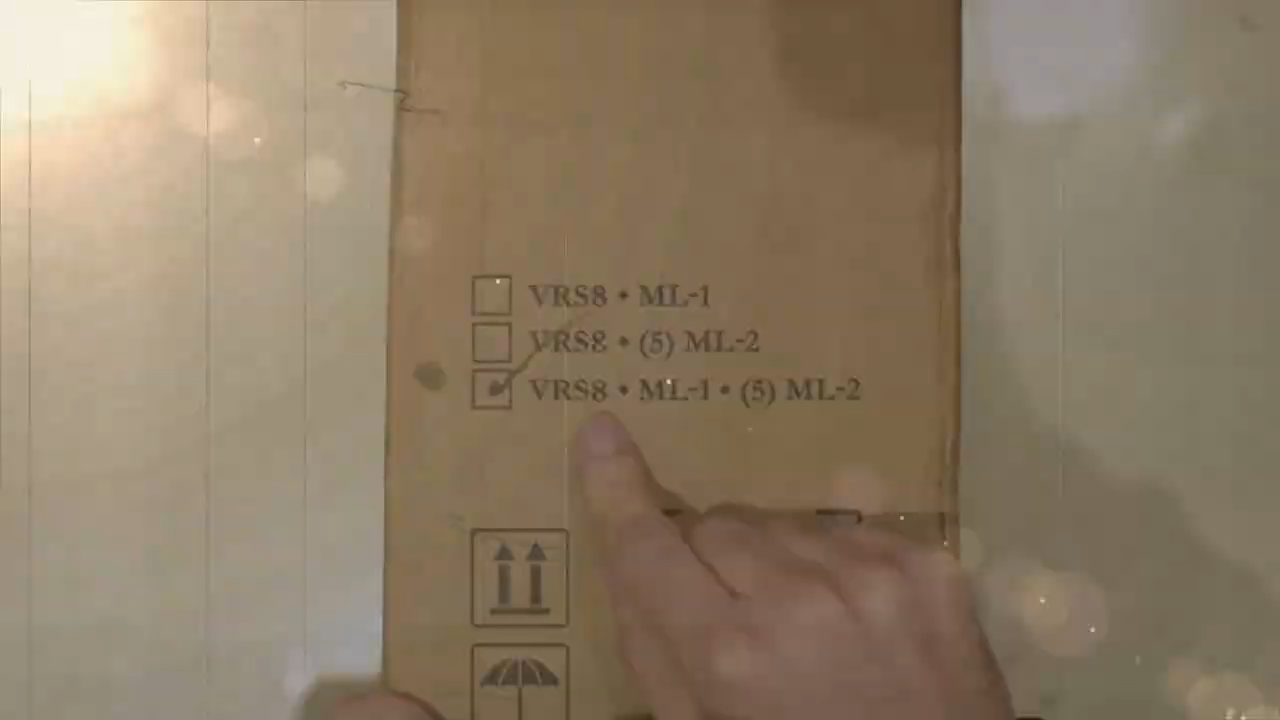 VRS8 • ML-1
VRS8 • (5) ML-2
VRS8 • ML-1 • (5) ML-2